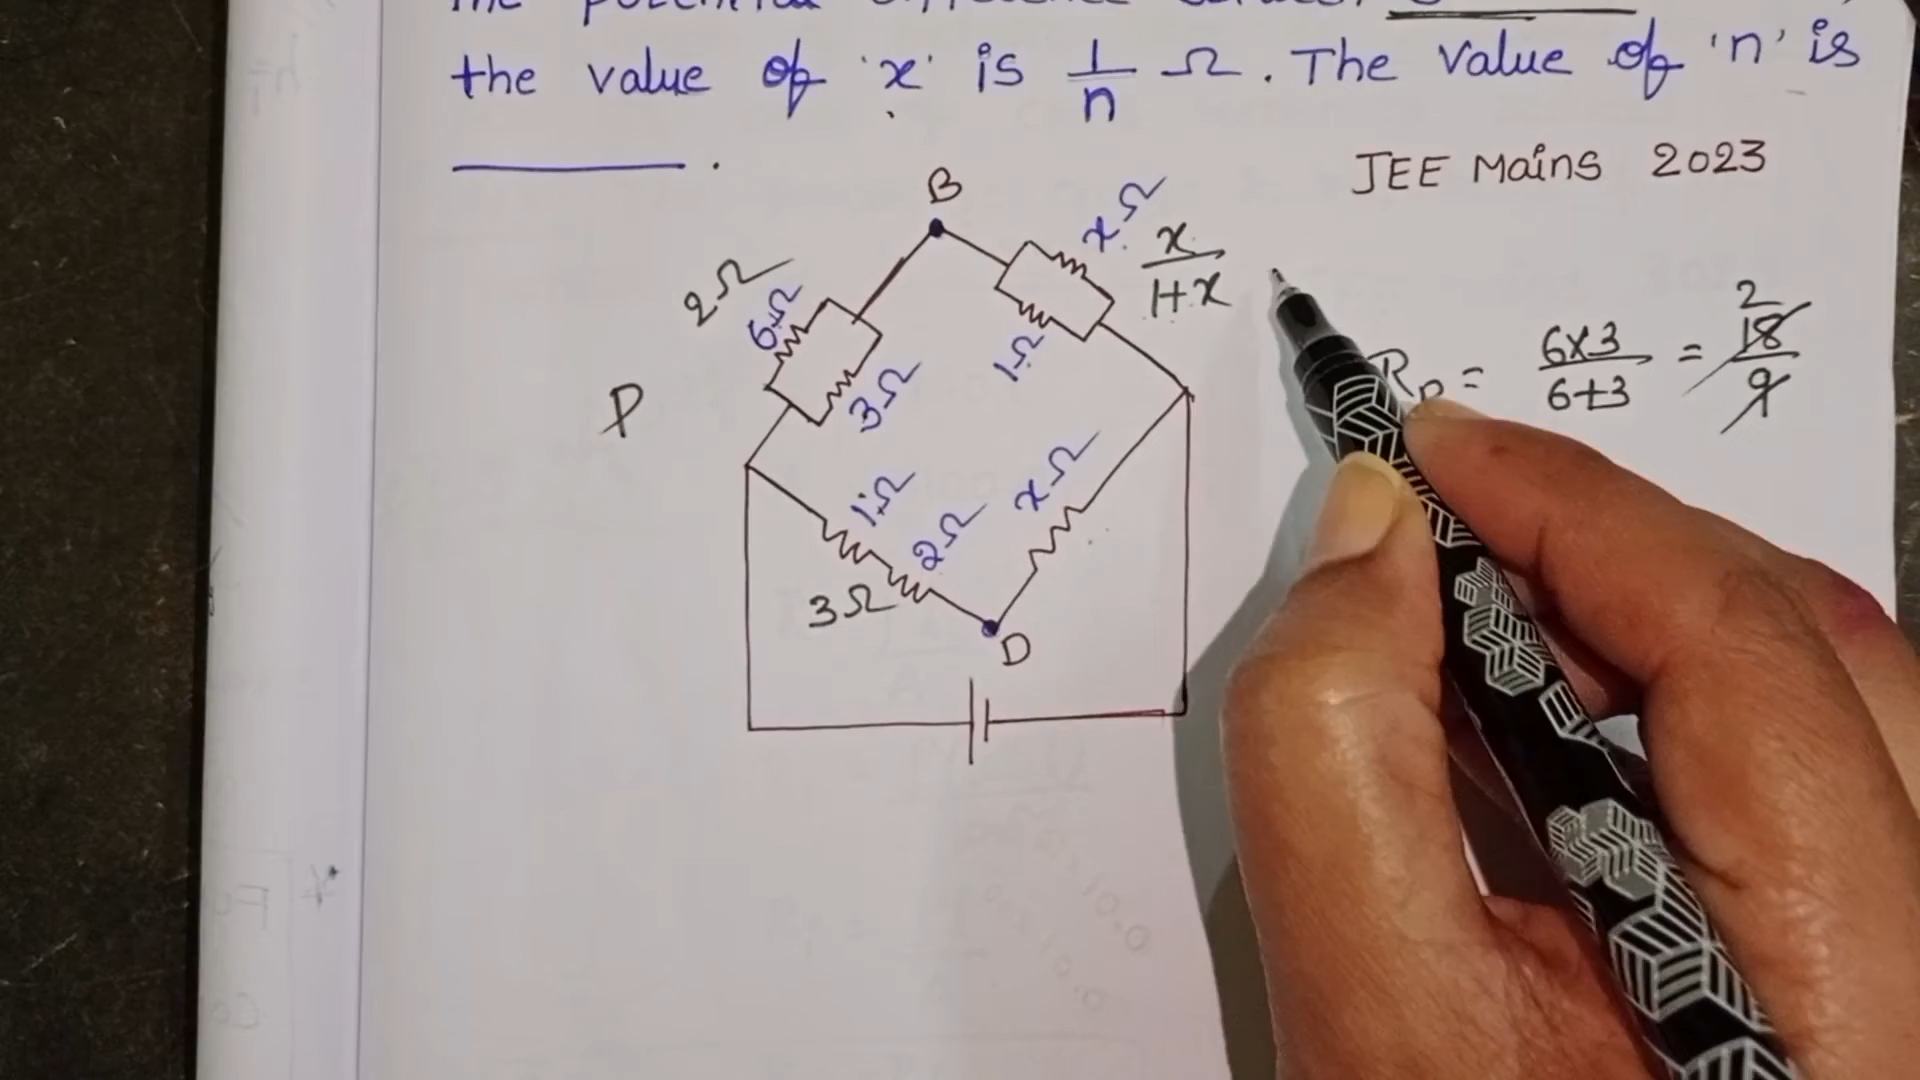 the value of 'x' is 1/n Ω. The value of 'n' is
______ .
JEE Mains 2023
B
xΩ
x/1+x
2Ω
6Ω
1Ω
3Ω
P
Rp = 6×3/6+3 = 18/9
2
1Ω
2Ω
xΩ
3Ω
D